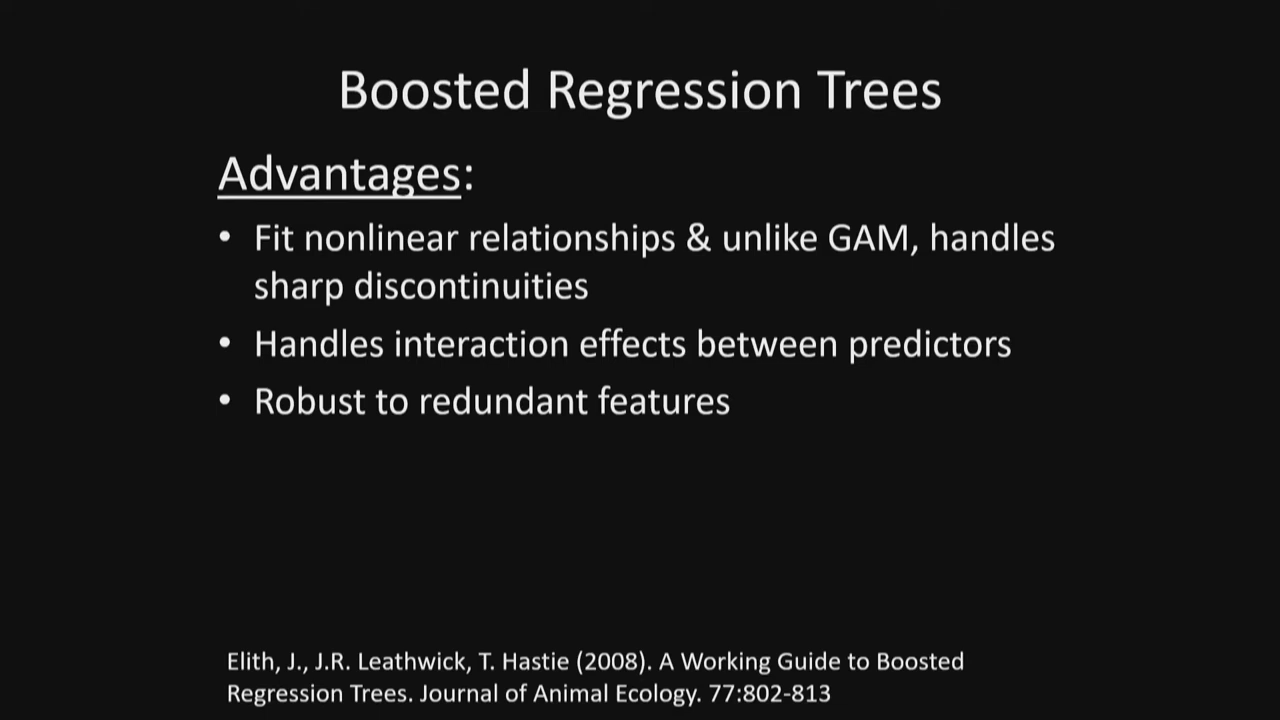 Boosted Regression Trees
Advantages:
• Fit nonlinear relationships & unlike GAM, handles
sharp discontinuities
• Handles interaction effects between predictors
• Robust to redundant features
Elith, J., J.R. Leathwick, T. Hastie (2008). A Working Guide to Boosted
Regression Trees. Journal of Animal Ecology. 77:802-813